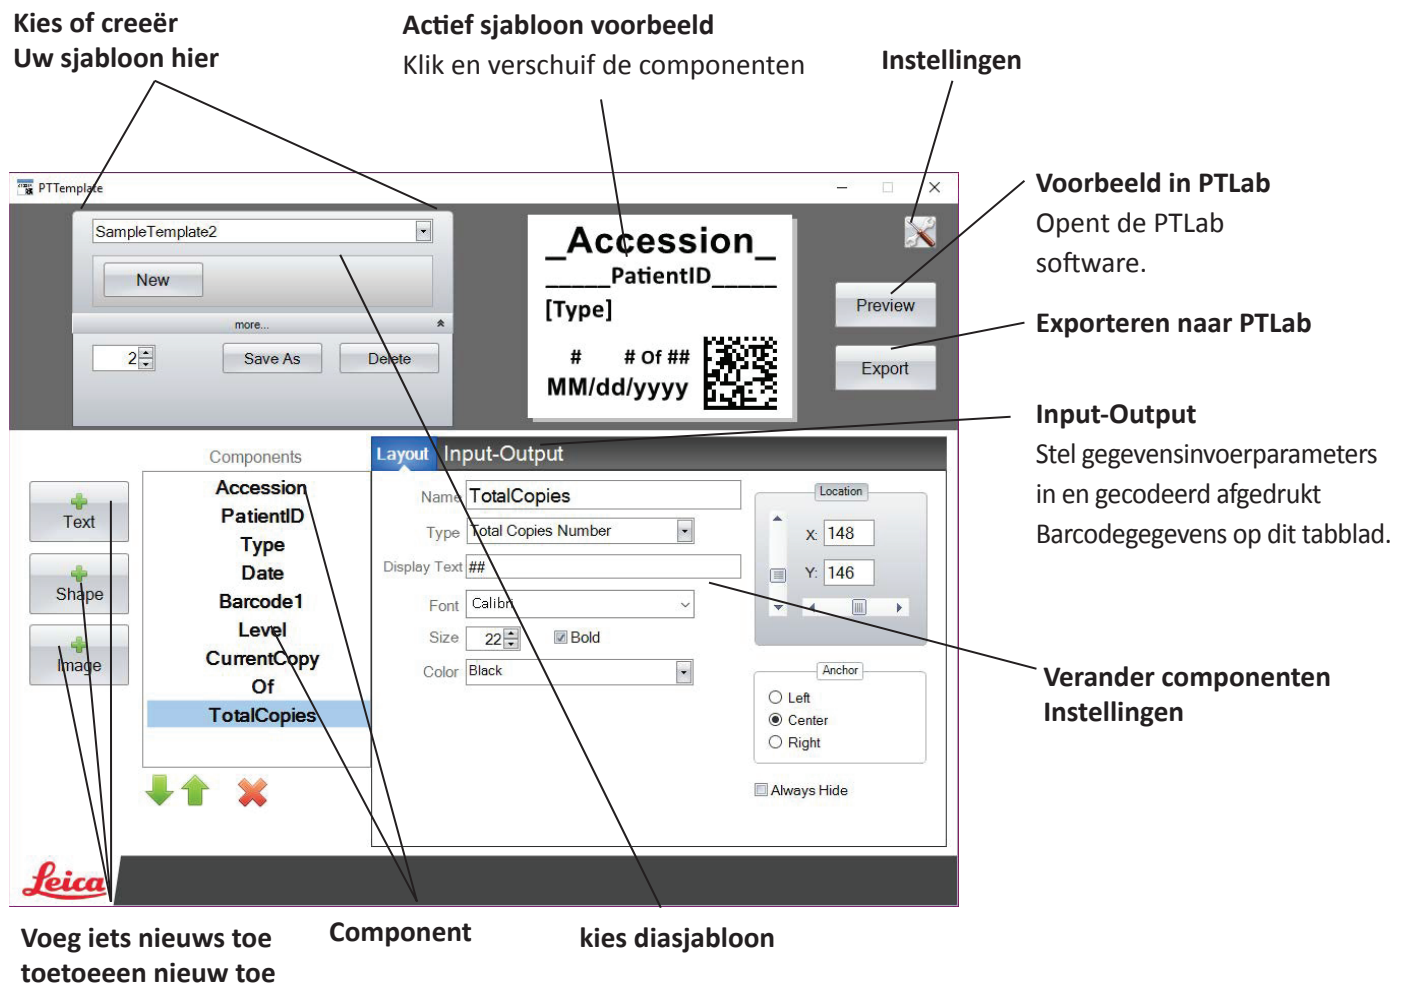 Kies of creeër
Uw sjabloon hier
Actief sjabloon voorbeeld
Klik en verschuif de componenten
Instellingen
PTTemplate
SampleTemplate2
New
more...
2
Save As
Delete
_Accession_
_____PatientID_____
[Type]
# # Of ##
MM/dd/yyyy
Preview
Export
Voorbeeld in PTLab
Opent de PTLab
software.
Exporteren naar PTLab
Input-Output
Stel gegevensinvoerparameters
in en gecodeerd afgedrukt
Barcodegegevens op dit tabblad.
Verander componenten
Instellingen
Text
Shape
Image
Components
Accession
PatientID
Type
Date
Barcode1
Level
CurrentCopy
Of
TotalCopies
Layout Input-Output
Name TotalCopies
Type Total Copies Number
Display Text ##
Font Calibri
Size 22 Bold
Color Black
Location
X: 148
Y: 146
Anchor
Left
Center
Right
Always Hide
Leica
Voeg iets nieuws toe
toetoeeen nieuw toe
Component
kies diasjabloon